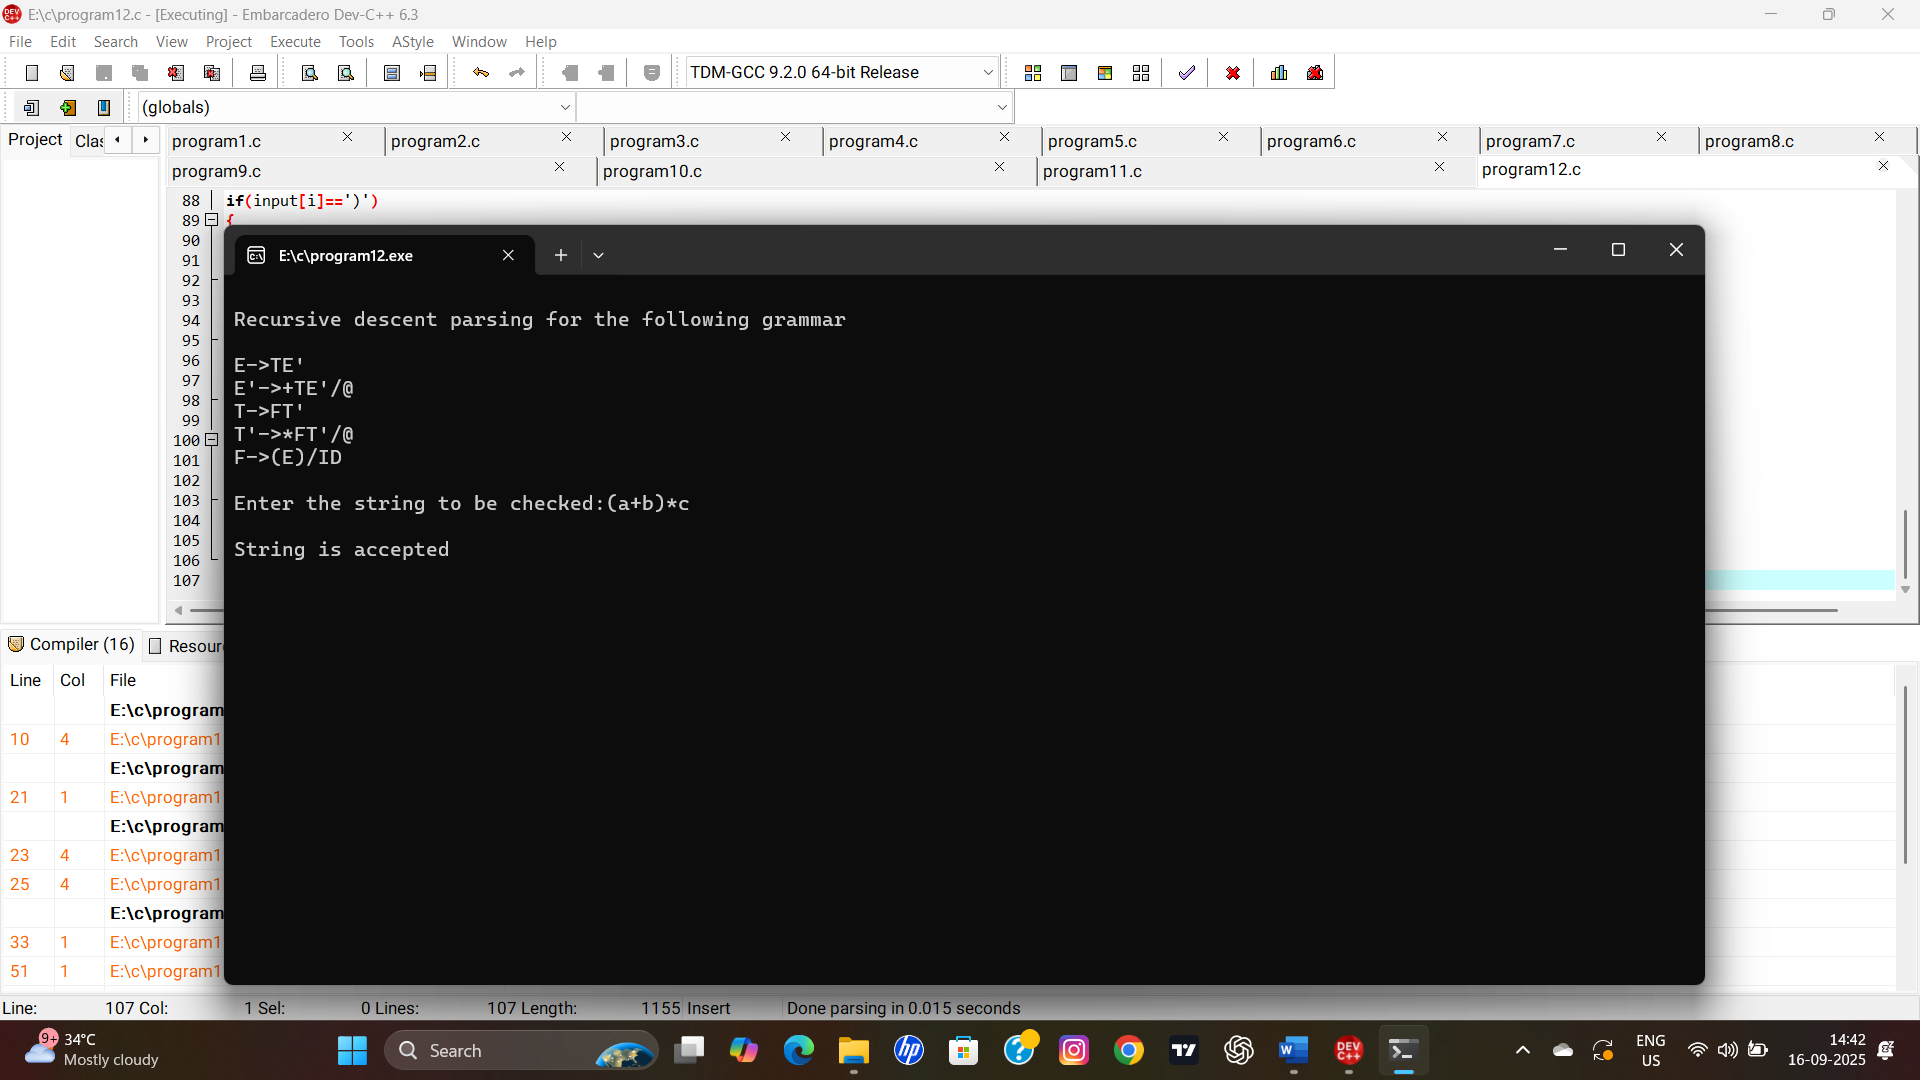 E:\c\program12.c - [Executing] - Embarcadero Dev-C++ 6.3
File Edit Search View Project Execute Tools AStyle Window Help
TDM-GCC 9.2.0 64-bit Release
(globals)
Project Clas
program1.c program2.c program3.c program4.c program5.c program6.c program7.c program8.c
program9.c program10.c program11.c program12.c
88 if(input[i]==')')
89 {
90
91
92
93
94
95
96
97
98
99
100
101
102
103
104
105
106
107
E:\c\program12.exe
Recursive descent parsing for the following grammar
E->TE'
E'->+TE'/@
T->FT'
T'->*FT'/@
F->(E)/ID
Enter the string to be checked:(a+b)*c
String is accepted
Compiler (16) Resour
Line Col File
E:\c\program
10 4 E:\c\program1
E:\c\program
21 1 E:\c\program1
E:\c\program
23 4 E:\c\program1
25 4 E:\c\program1
E:\c\program
33 1 E:\c\program1
51 1 E:\c\program1
Line: 107 Col: 1 Sel: 0 Lines: 107 Length: 1155 Insert Done parsing in 0.015 seconds
9+ 34°C
Mostly cloudy
Search
ENG
US
14:42
16-09-2025